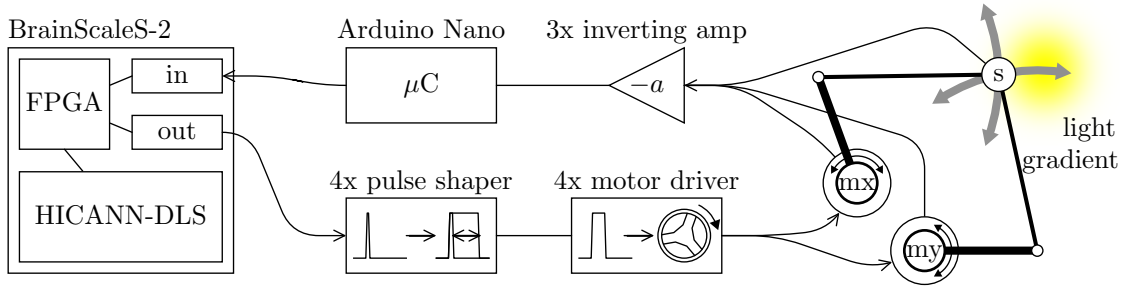 BrainScaleS-2
Arduino Nano
3x inverting amp
in
FPGA
out
HICANN-DLS
μC
−a
s
light
gradient
4x pulse shaper
4x motor driver
mx
my